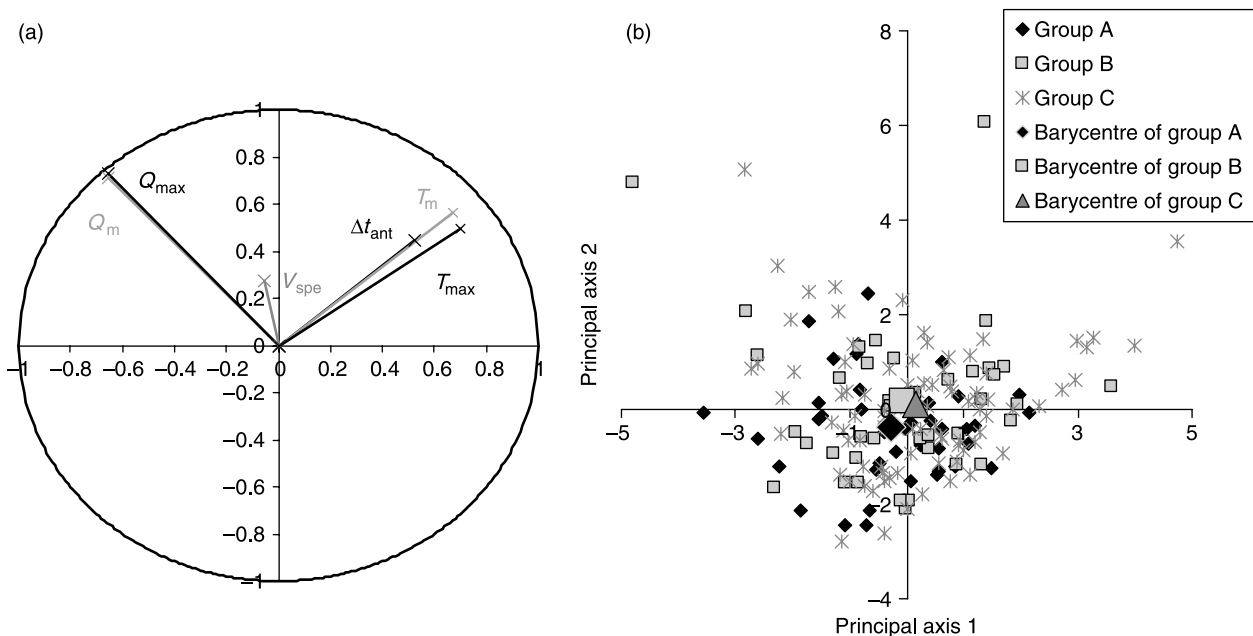 (a)
1
0.8
0.6
0.4
0.2
0
−1 −0.8 −0.6 −0.4 −0.2 0 0.2 0.4 0.6 0.8 1
−0.2
−0.4
−0.6
−0.8
−1
Qmax
Qm
Vspe
Δtant
Tm
Tmax
(b)
Principal axis 2
8
6
4
2
0
−2
−4
−5 −3 −1 1 3 5
Principal axis 1
Group A
Group B
Group C
Barycentre of group A
Barycentre of group B
Barycentre of group C